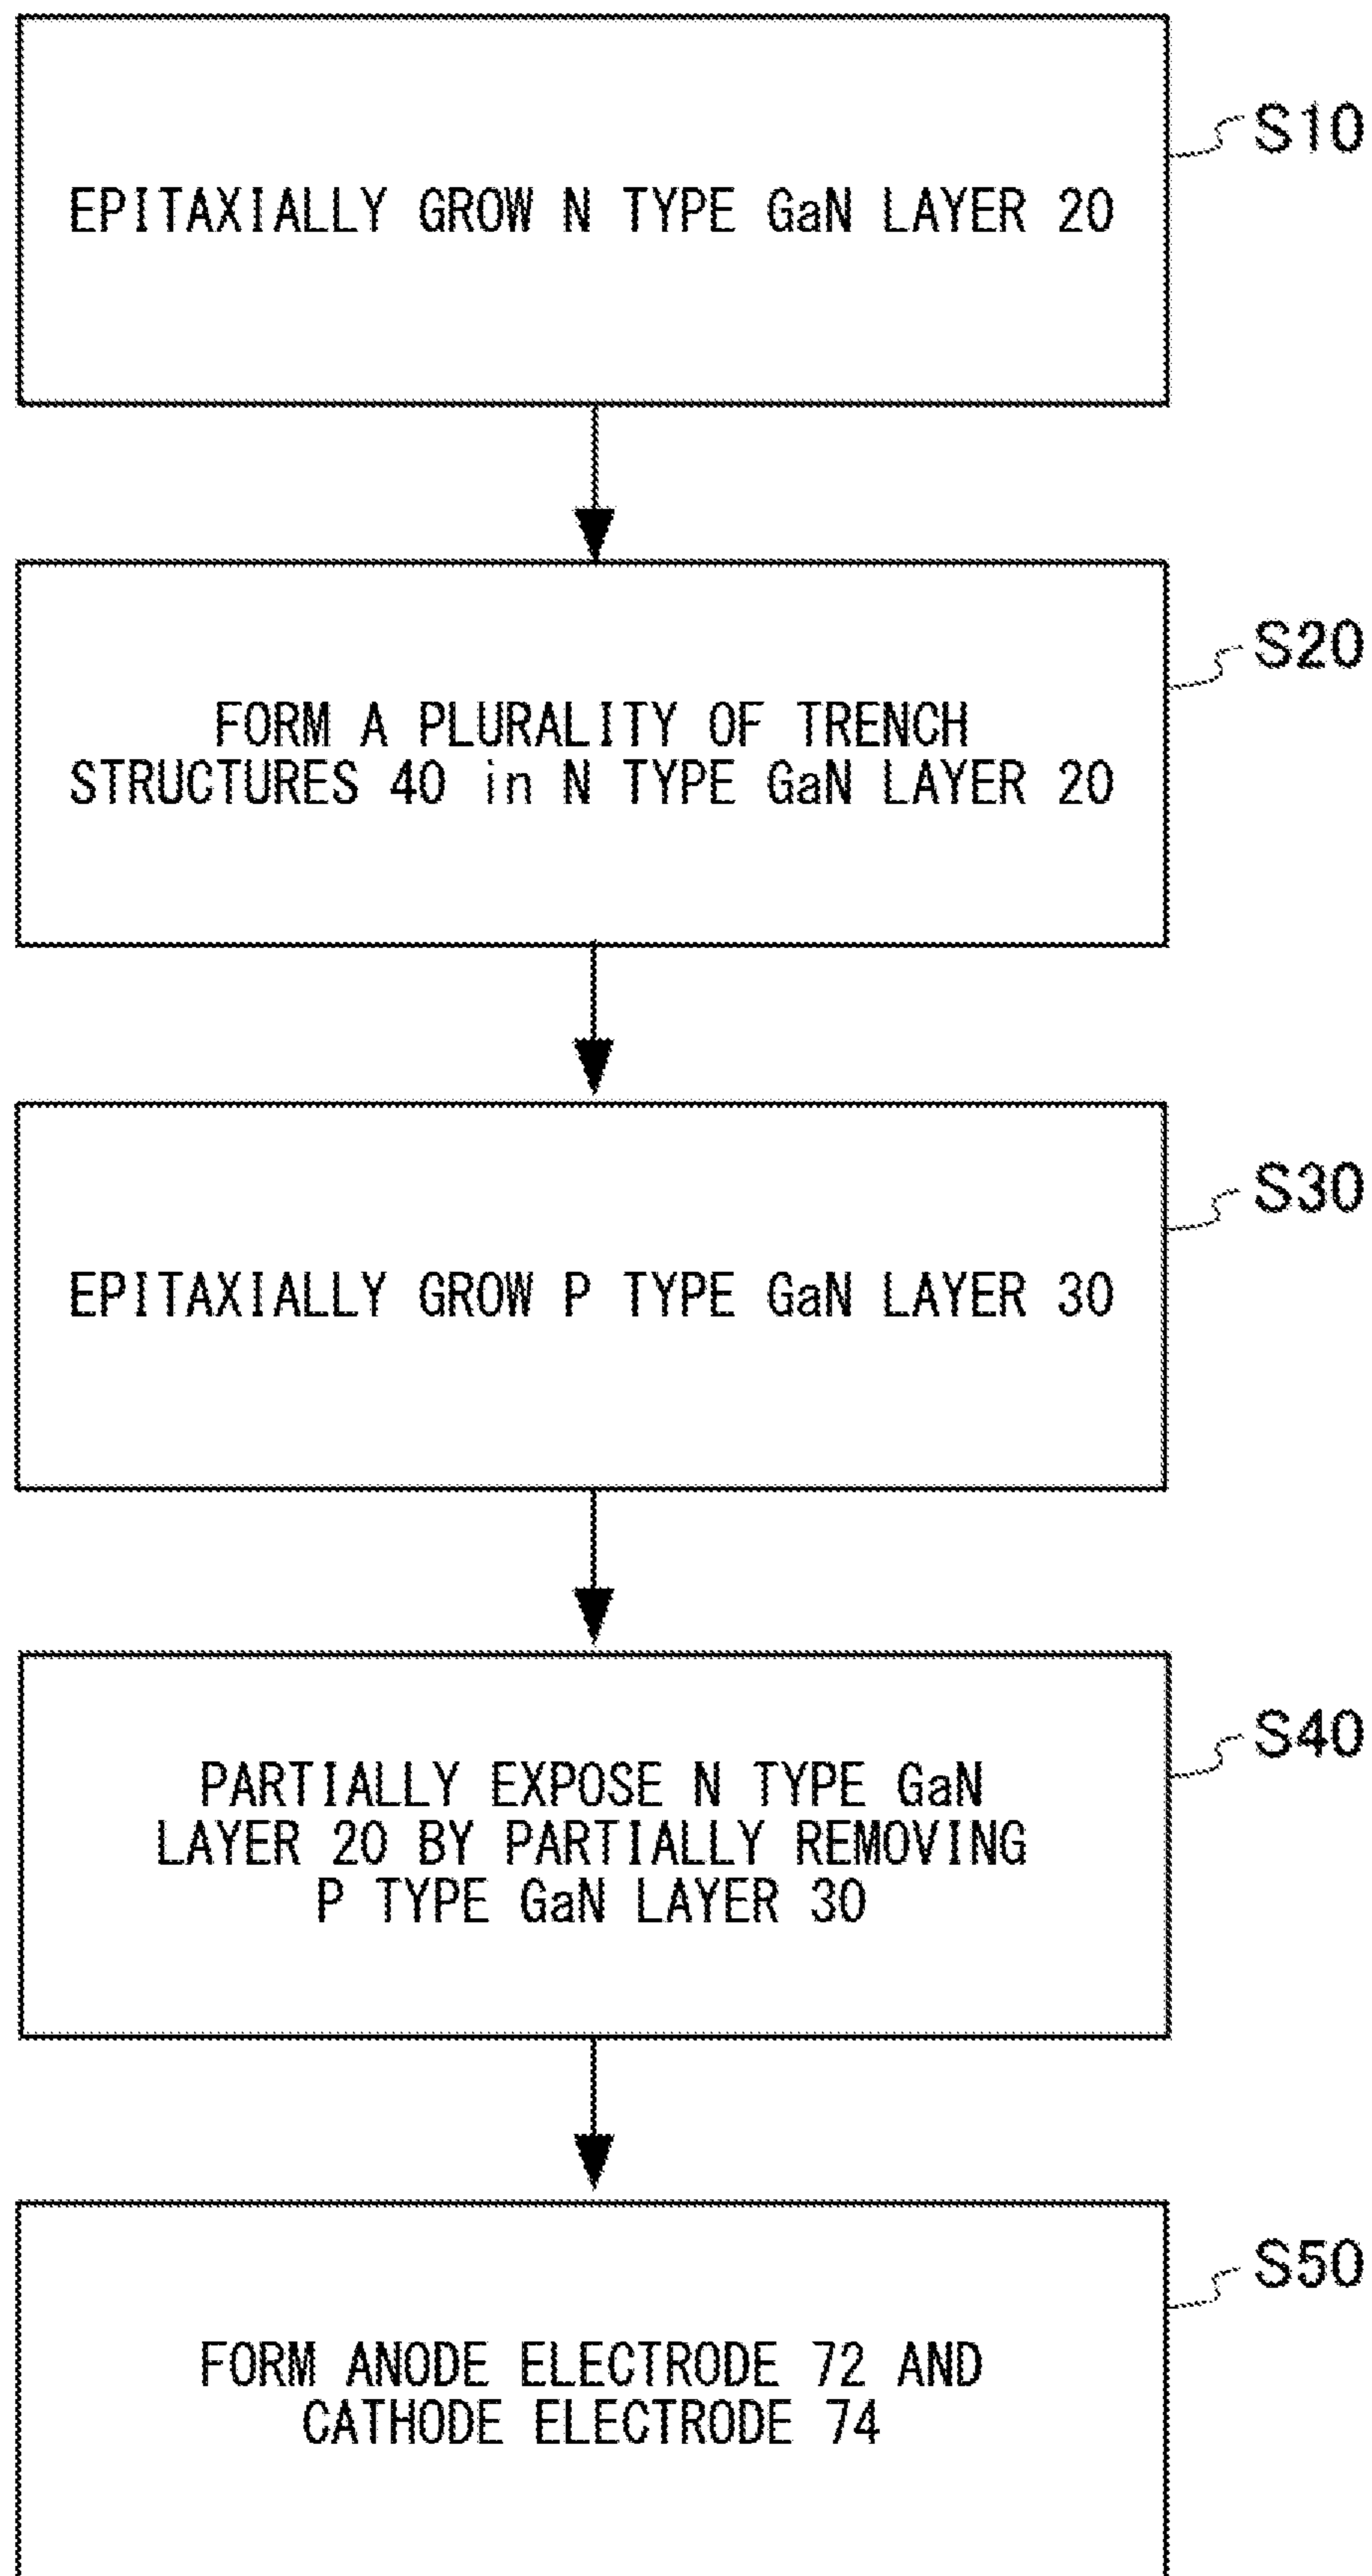 S10
EPITAXIALLY GROW N TYPE GaN LAYER 20
S20
FORM A PLURALITY OF TRENCH
STRUCTURES 40 in N TYPE GaN LAYER 20
S30
EPITAXIALLY GROW P TYPE GaN LAYER 30
S40
PARTIALLY EXPOSE N TYPE GaN
LAYER 20 BY PARTIALLY REMOVING
P TYPE GaN LAYER 30
S50
FORM ANODE ELECTRODE 72 AND
CATHODE ELECTRODE 74